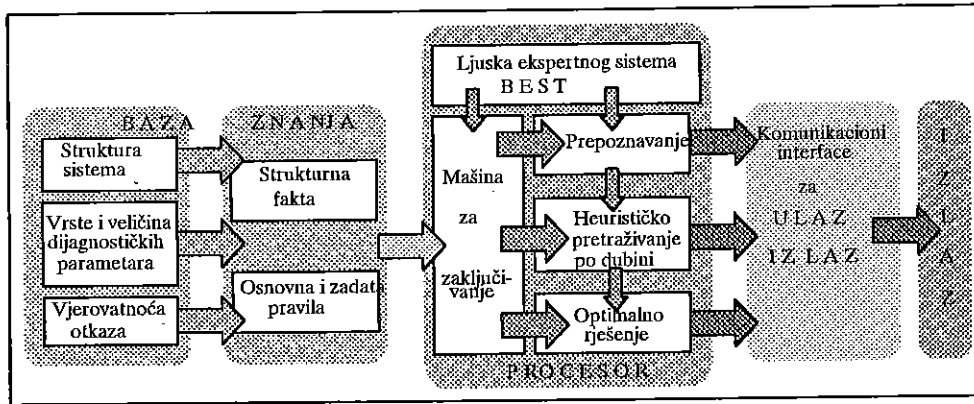 BAZA
Struktura
sistema
Vrste i veličina
dijagnostičkih
parametara
Vjerovatnoća
otkaza
ZNANJA
Strukturna
fakta
Osnovna i zadata
pravila
Ljuska ekspertnog sistema
BEST
Mašina
za
zaključi-
vanje
Prepoznavanje
Heurističko
pretraživanje
po dubini
Optimalno
rješenje
PROCESOR
Komunikacioni
interface
za
ULAZ
IZLAZ
IZLAZ